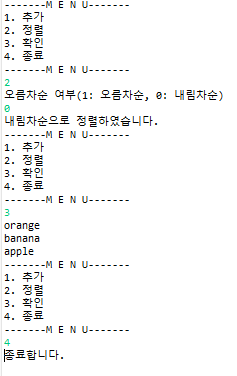 -------M E N U-------
1. 추가
2. 정렬
3. 확인
4. 종료
-------M E N U-------
2
오름차순 여부(1: 오름차순, 0: 내림차순)
0
내림차순으로 정렬하였습니다.
-------M E N U-------
1. 추가
2. 정렬
3. 확인
4. 종료
-------M E N U-------
3
orange
banana
apple
-------M E N U-------
1. 추가
2. 정렬
3. 확인
4. 종료
-------M E N U-------
4
종료합니다.